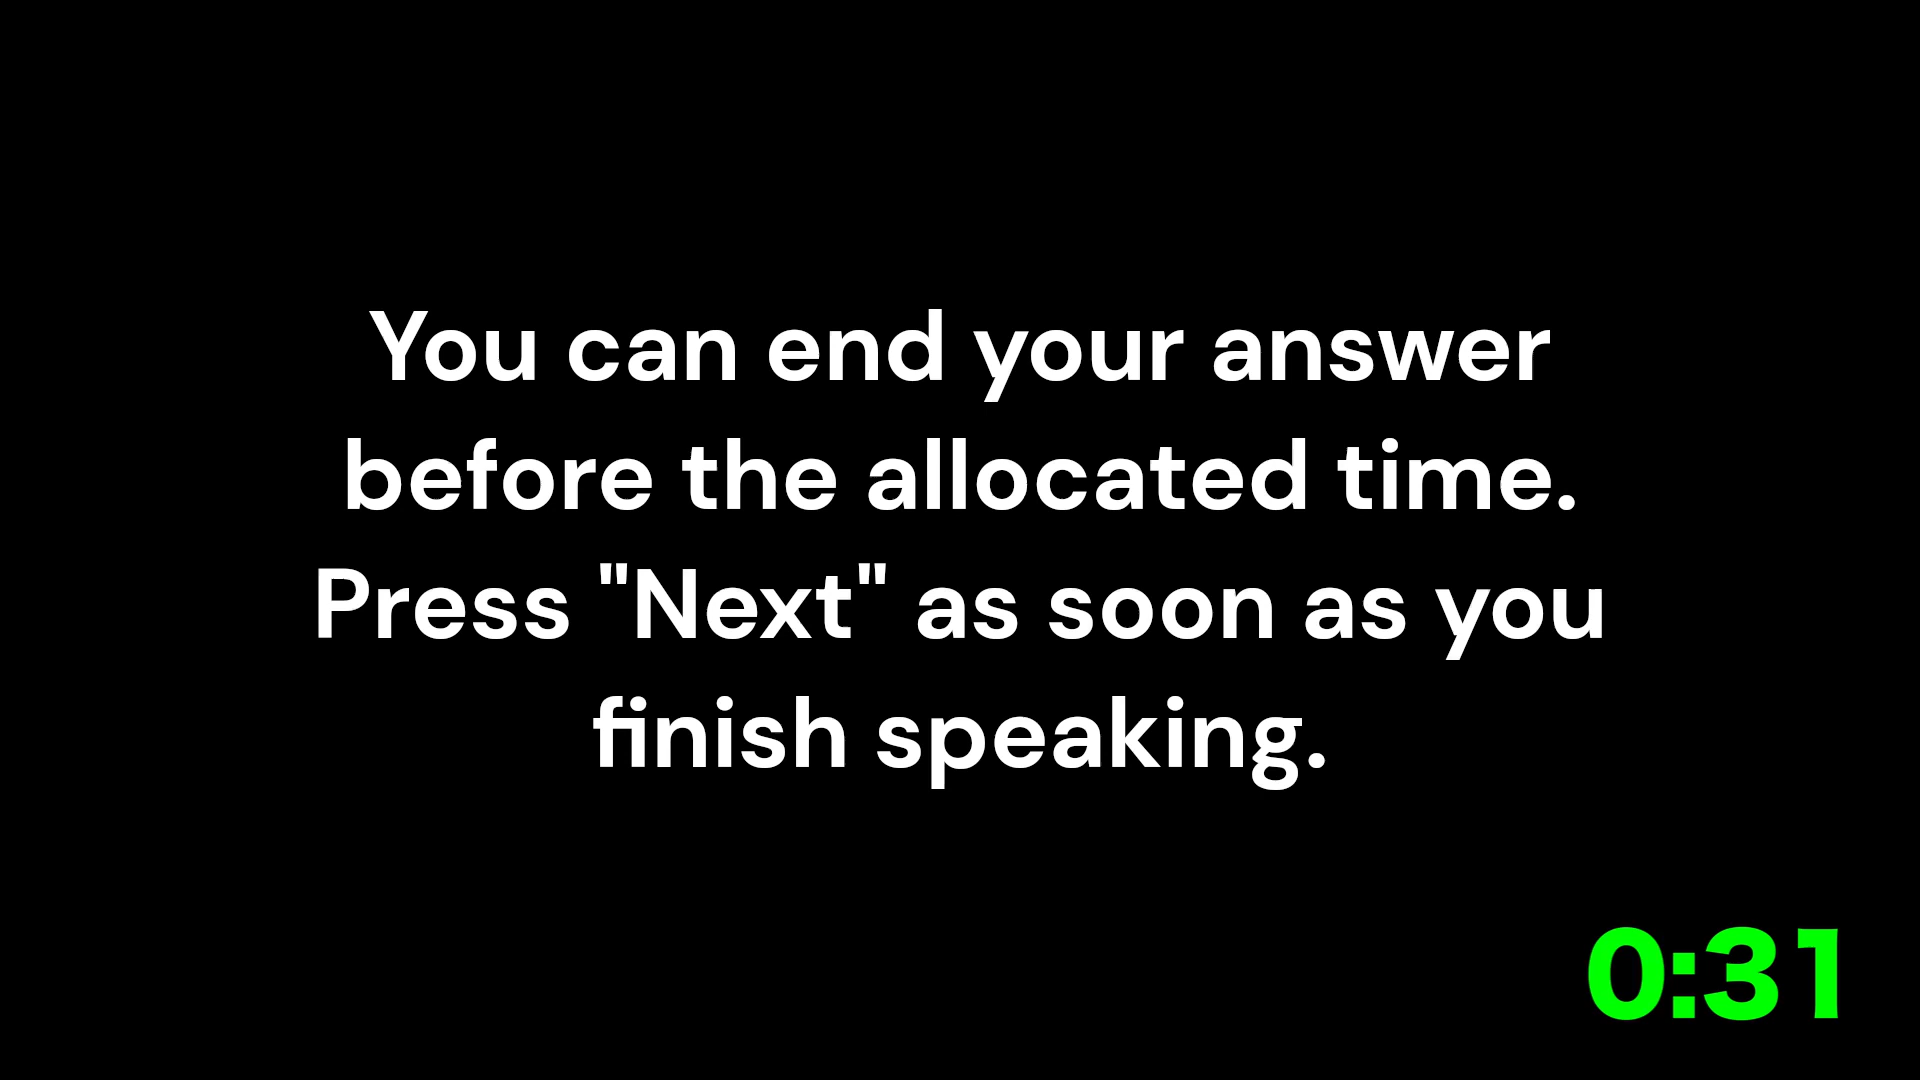 You can end your answer
before the allocated time.
Press "Next" as soon as you
finish speaking.
0:31